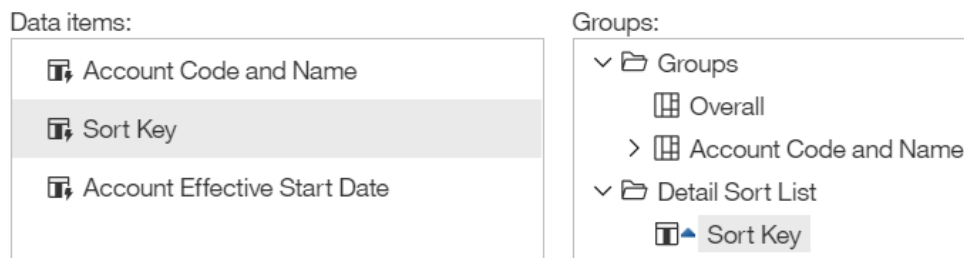 Data items:
Account Code and Name
Sort Key
Account Effective Start Date
Groups:
Groups
Overall
Account Code and Name
Detail Sort List
Sort Key